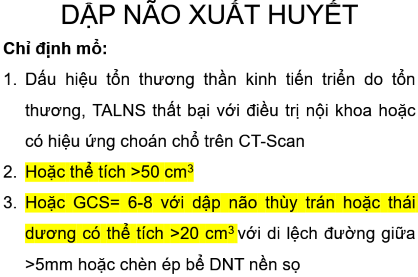 DẬP NÃO XUẤT HUYẾT
Chỉ định mổ:
1. Dấu hiệu tổn thương thần kinh tiến triển do tổn
thương, TALNS thất bại với điều trị nội khoa hoặc
có hiệu ứng choán chổ trên CT-Scan
2. Hoặc thể tích >50 cm³
3. Hoặc GCS= 6-8 với dập não thùy trán hoặc thái
dương có thể tích >20 cm³ với di lệch đường giữa
>5mm hoặc chèn ép bể DNT nền sọ